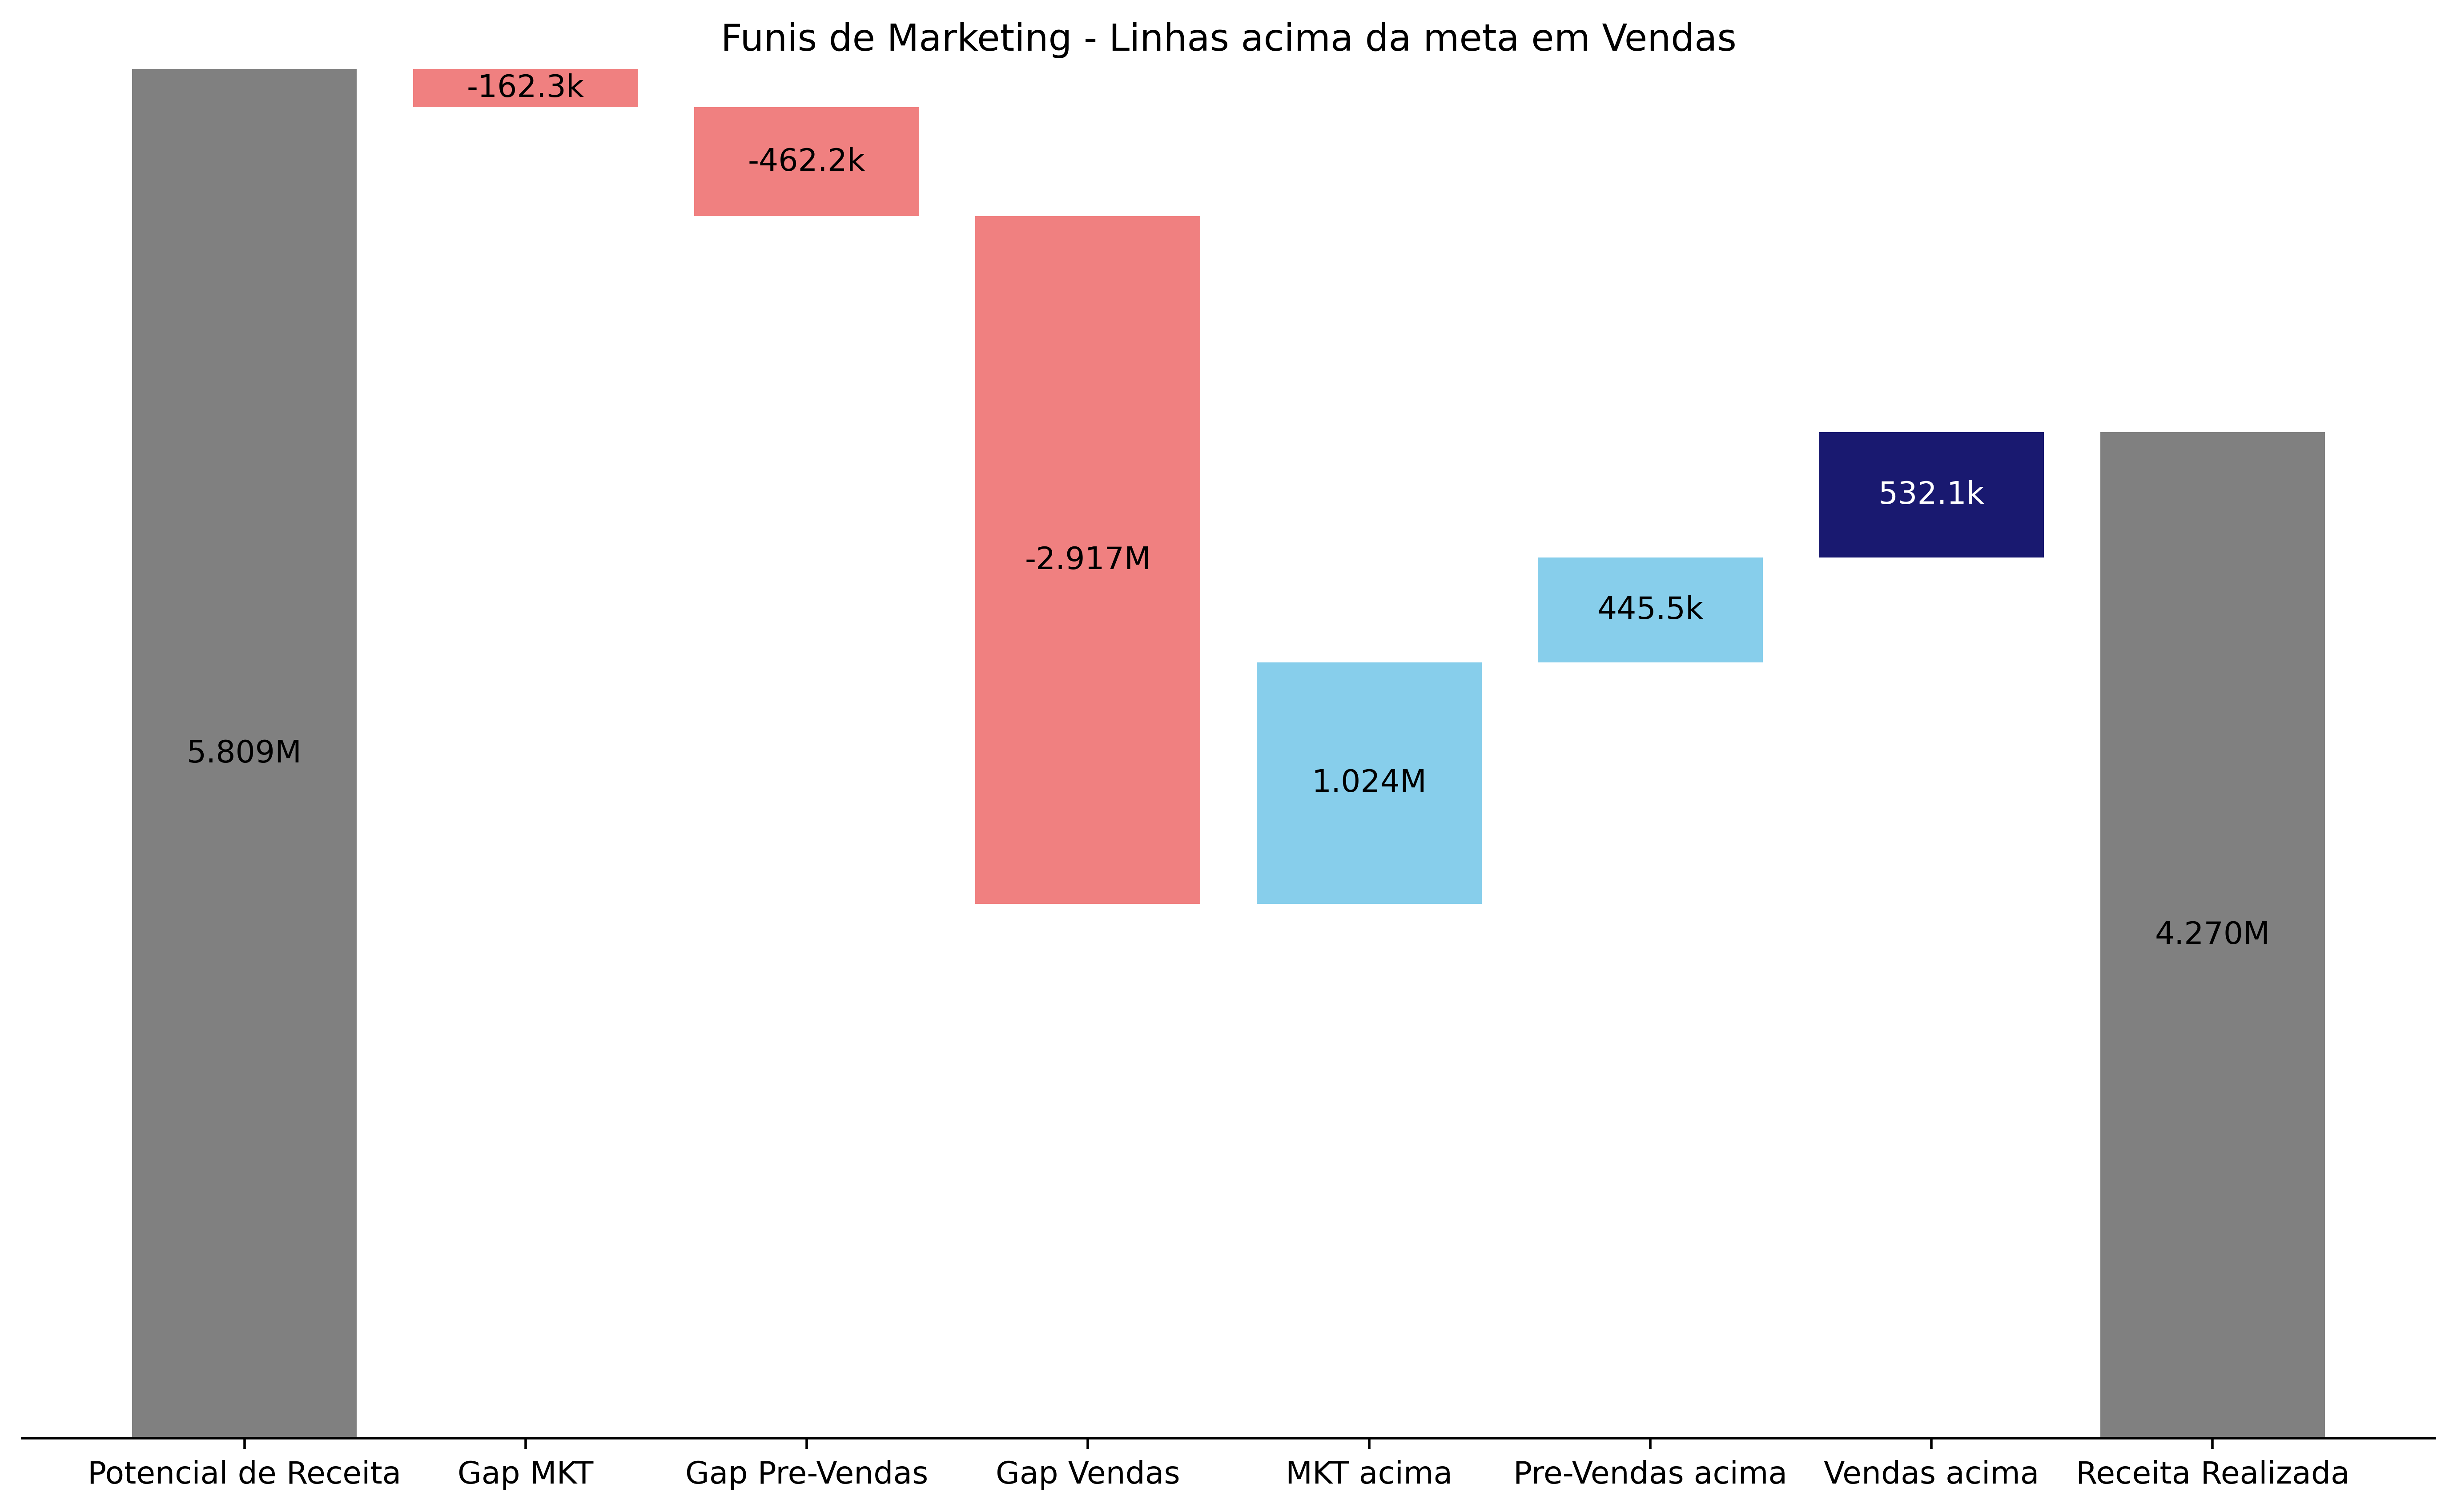 Funis de Marketing - Linhas acima da meta em Vendas
-162.3k
-462.2k
532.1k
-2.917M
445.5k
5.809M
1.024M
4.270M
Potencial de Receita
Gap MKT
Gap Pre-Vendas
Gap Vendas
MKT acima
Pre-Vendas acima
Vendas acima
Receita Realizada